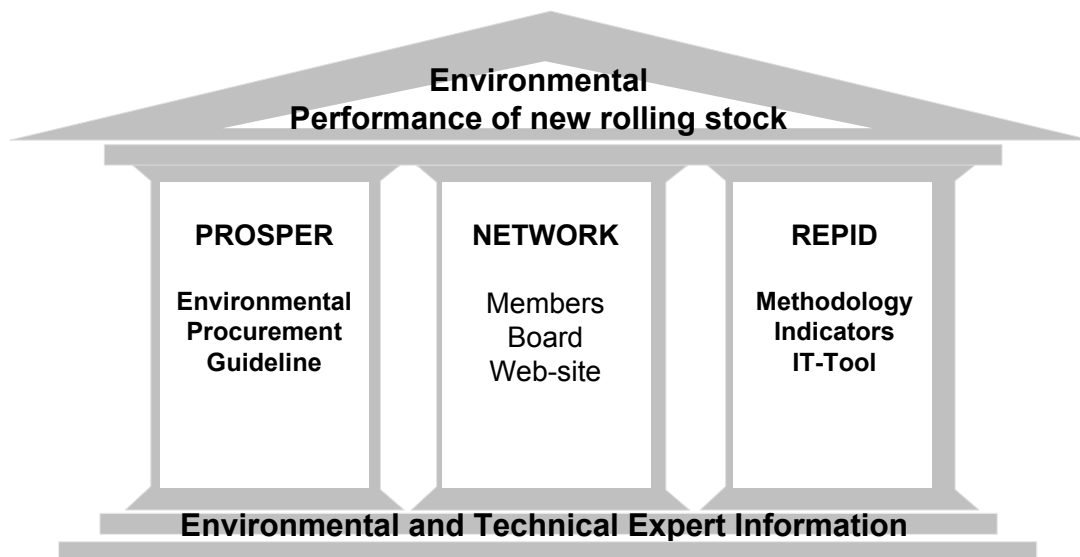 Environmental
Performance of new rolling stock
PROSPER
Environmental
Procurement
Guideline
NETWORK
Members
Board
Web-site
REPID
Methodology
Indicators
IT-Tool
Environmental and Technical Expert Information